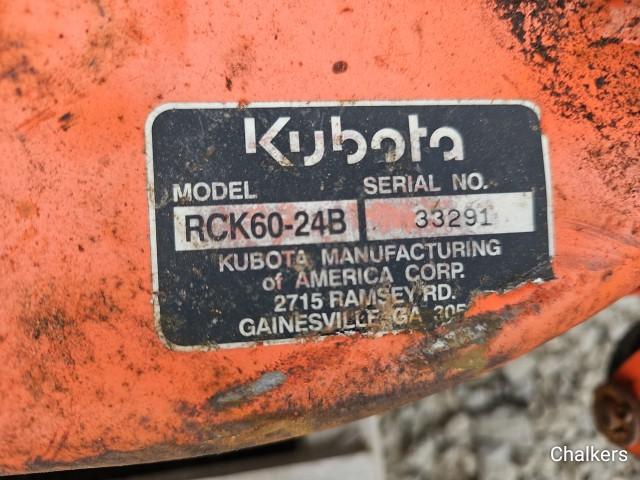 Kubota
MODEL SERIAL NO.
RCK60-24B 33291
KUBOTA MANUFACTURING
of AMERICA CORP.
2715 RAMSEY RD.
GAINESVILLE, GA 305
Chalkers